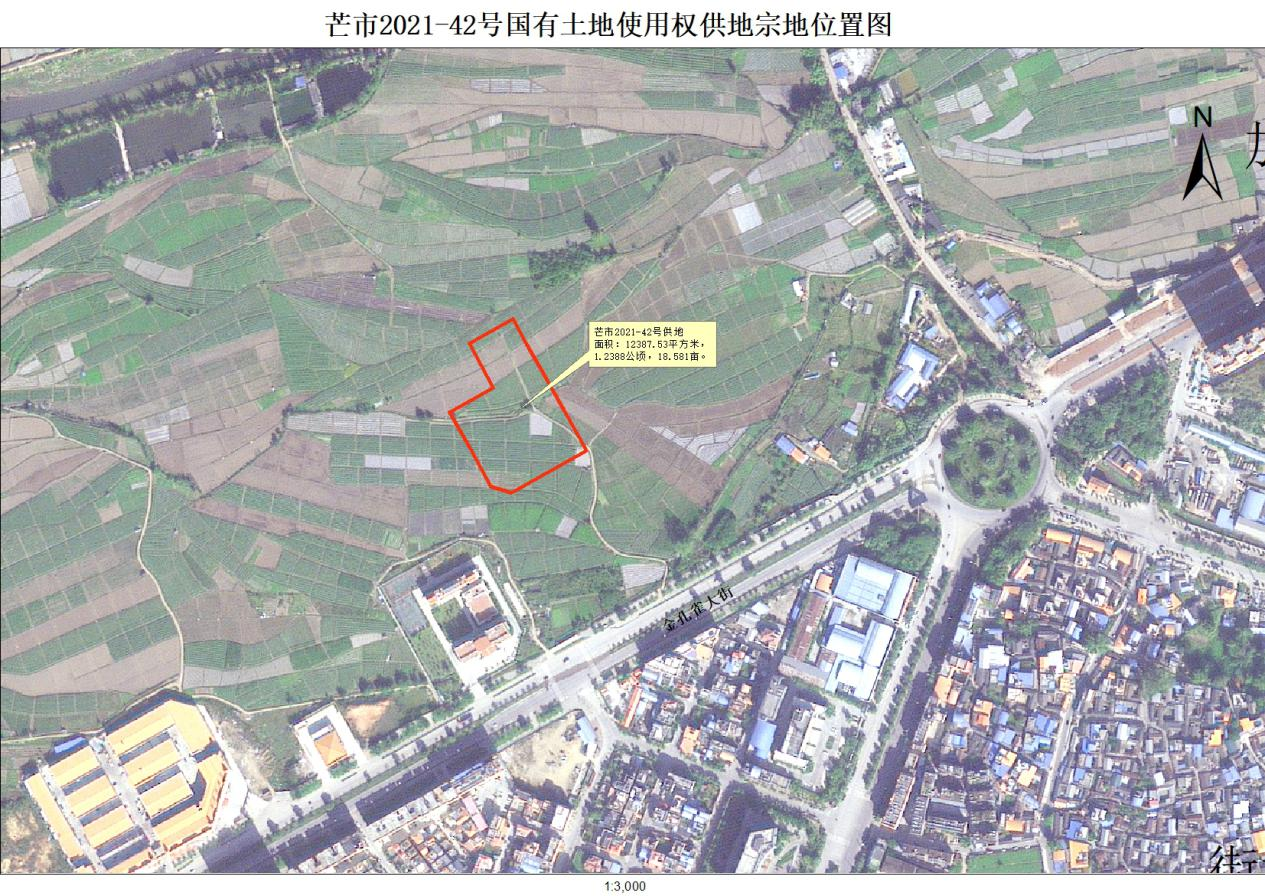 芒市2021-42号国有土地使用权供地宗地位置图
N
芒市2021-42号供地
面积：12387.53平方米，
1.2388公顷，18.581亩。
金孔雀大街
街
1:3,000